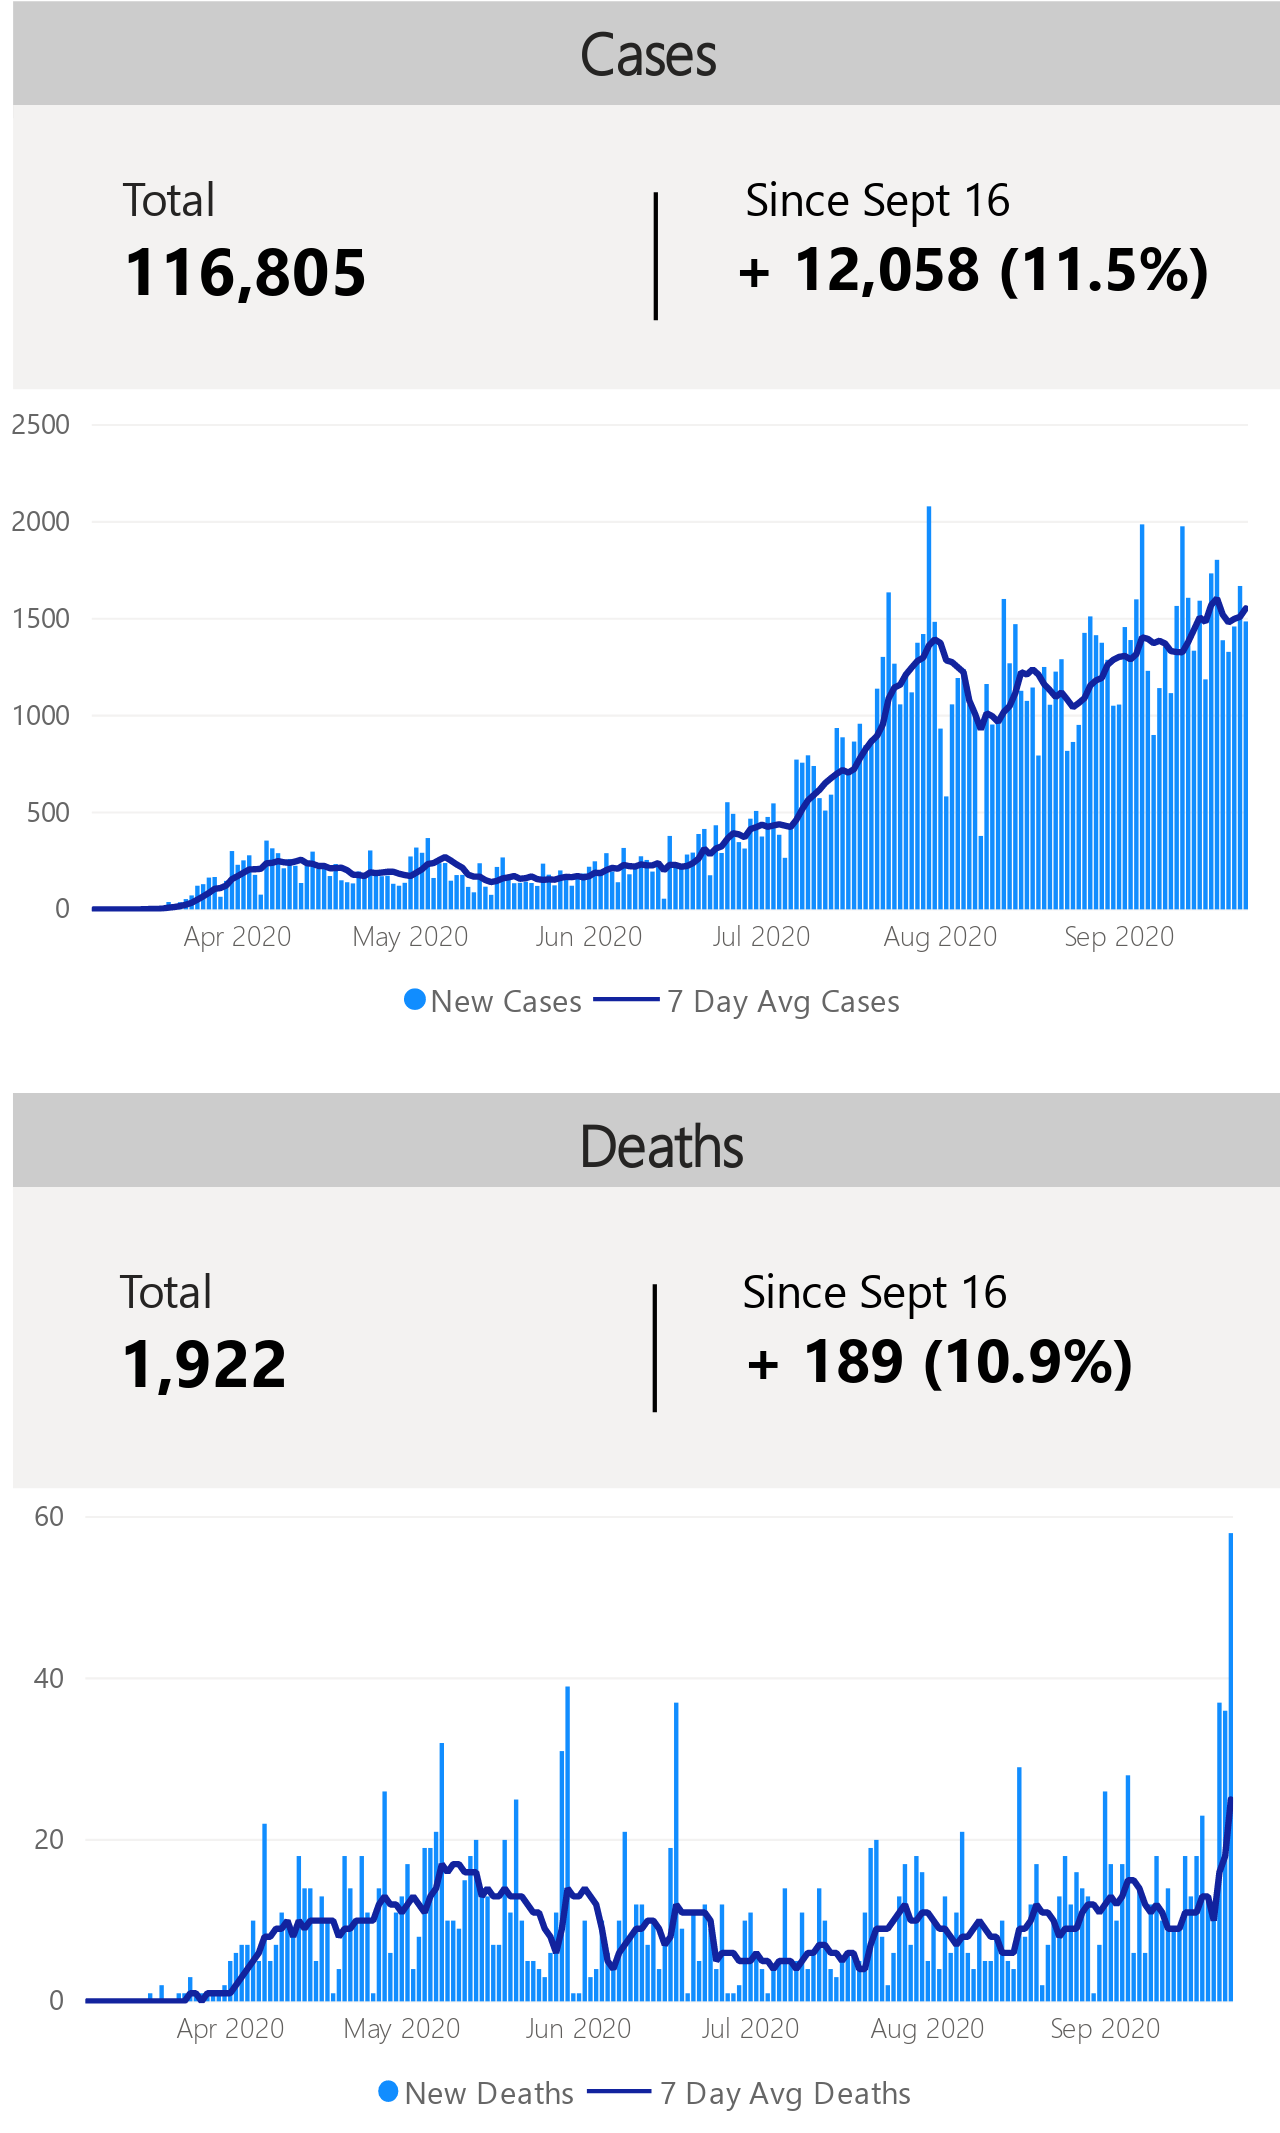 Cases
Total
Since Sept 16
116,805
+ 12,058 (11.5%)
2500
2000
1500
1000
500
0
Apr 2020 May 2020 Jun 2020 Jul 2020 Aug 2020 Sep 2020
New Cases 7 Day Avg Cases
Deaths
Total
Since Sept 16
1,922
+ 189 (10.9%)
60
40
20
0
Apr 2020 May 2020 Jun 2020 Jul 2020 Aug 2020 Sep 2020
New Deaths 7 Day Avg Deaths